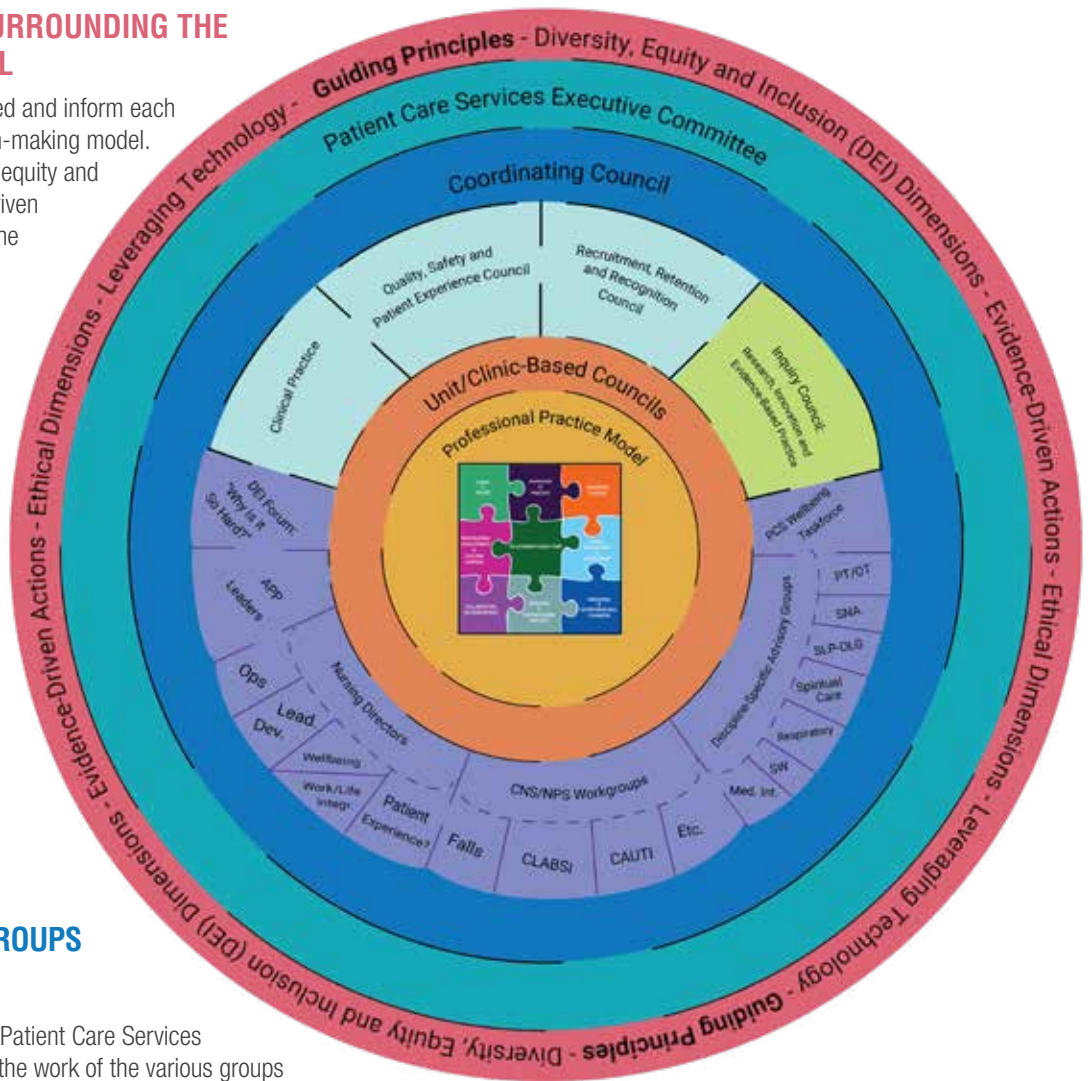 URROUNDING THE
L
ed and inform each
n-making model.
equity and
riven
ne
Guiding Principles - Diversity, Equity and Inclusion (DEI) Dimensions - Evidence-Driven Actions - Ethical Dimensions - Leveraging Technology - Guiding Principles - Diversity, Equity, and Inclusion (DEI) Dimensions - Evidence-Driven Actions - Ethical Dimensions - Leveraging Technology -
Patient Care Services Executive Committee
Coordinating Council
Clinical Practice
Quality, Safety and
Patient Experience Council
Recruitment, Retention
and Recognition
Council
Inquiry Council:
Research, Innovation and
Evidence-Based Practice
Unit/Clinic-Based Councils
Professional Practice Model
DEI Forum:
"Why Is It
So Hard?"
App
Leaders
Nursing Directors
Ops
Lead
Dev.
Wellbeing
Work/Life
Integr.
Patient
Experience?
CNS/NPS Workgroups
Falls
CLABSI
CAUTI
Etc.
PCS Wellbeing
Taskforce
Discipline Specific Advisory Groups
PT/OT
SNA
SLP-DLG
Spiritual
Care
Respiratory
SW
Med. Int.
ROUPS
Patient Care Services
the work of the various groups